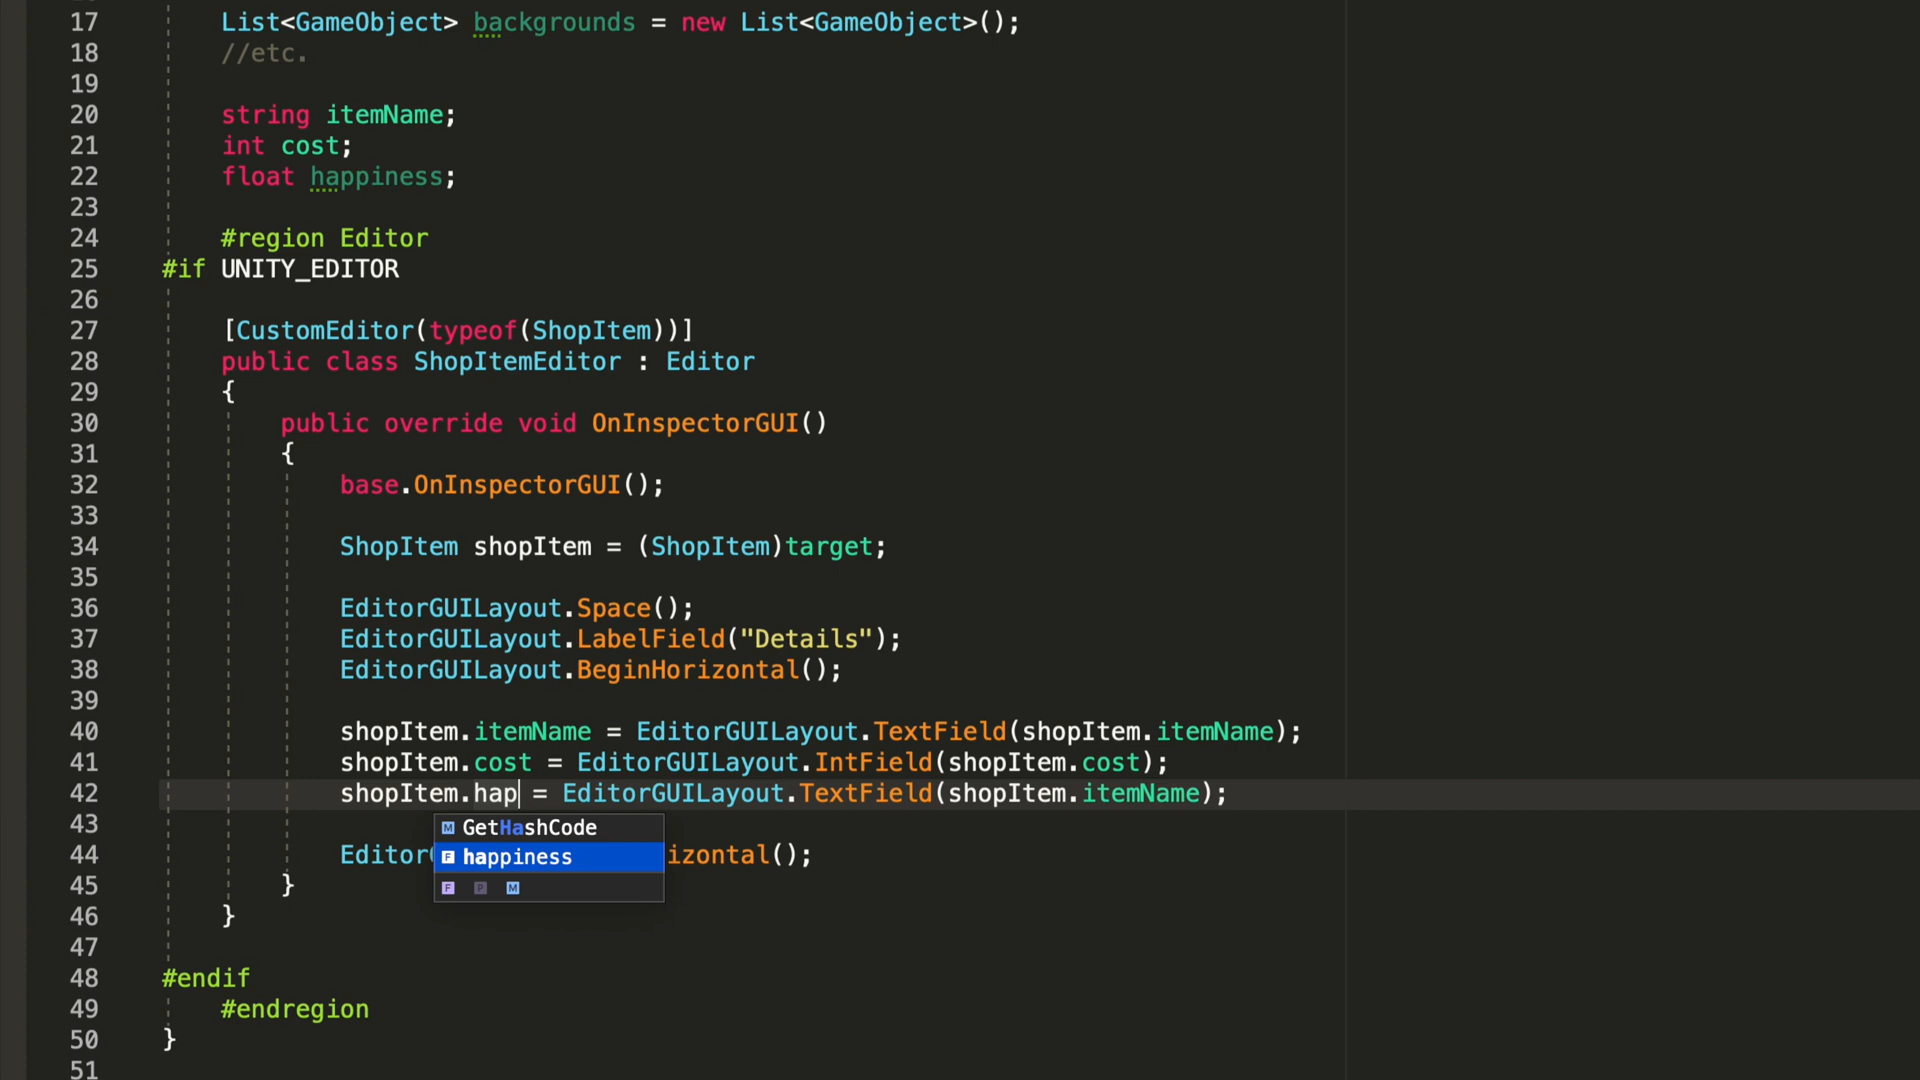 17 List<GameObject> backgrounds = new List<GameObject>();
18 //etc.
19
20 string itemName;
21 int cost;
22 float happiness;
23
24 #region Editor
25 #if UNITY_EDITOR
26
27 [CustomEditor(typeof(ShopItem))]
28 public class ShopItemEditor : Editor
29 {
30 public override void OnInspectorGUI()
31 {
32 base.OnInspectorGUI();
33
34 ShopItem shopItem = (ShopItem)target;
35
36 EditorGUILayout.Space();
37 EditorGUILayout.LabelField("Details");
38 EditorGUILayout.BeginHorizontal();
39
40 shopItem.itemName = EditorGUILayout.TextField(shopItem.itemName);
41 shopItem.cost = EditorGUILayout.IntField(shopItem.cost);
42 shopItem.hap = EditorGUILayout.TextField(shopItem.itemName);
43
M GetHashCode
44 Editor izontal();
F happiness
45 }
F P M
46 }
47
48 #endif
49 #endregion
50 }
51